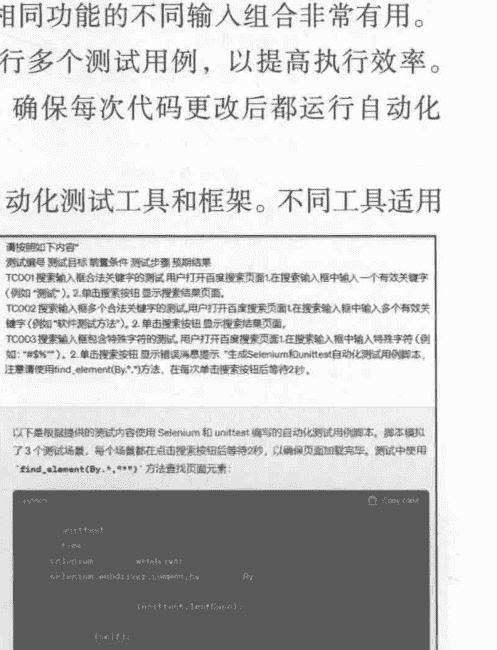 相同功能的不同输入组合非常有用。
行多个测试用例，以提高执行效率。
确保每次代码更改后都运行自动化
动化测试工具和框架。不同工具适用
请按照如下内容"
测试编号 测试目标 前置条件 测试步骤 预期结果
TC001 搜索输入框合法关键字的测试 用户打开百度搜索页面1.在搜索输入框中输入一个有效关键字
（例如 "测试"）。2.单击搜索按钮 显示搜索结果页面。
TC002 搜索输入框多个合法关键字的测试 用户打开百度搜索页面1.在搜索输入框中输入多个有效关
键字（例如"软件测试方法"）。2. 单击搜索按钮 显示搜索结果页面。
TC003 搜索输入框包含特殊字符的测试 用户打开百度搜索页面1.在搜索输入框中输入特殊字符（例
如："#$%"）。2. 单击搜索按钮 显示错误消息提示 "生成Selenium和unittest自动化测试用例脚本，
注意请使用find_element(By.*,*)方法，在每次单击搜索按钮后等待2秒。
以下是根据提供的测试内容使用 Selenium 和 unittest 编写的自动化测试用例脚本。脚本模拟
了 3 个测试场景，每个场景都在点击搜索按钮后等待2秒，以确保页面加载完毕。测试中使用
`find_element(By.*,"*")` 方法查找页面元素：
python Copy code
unittest
time
selenium webdriver
selenium.webdriver.common.by By
(unittest.TestCase):
(self):